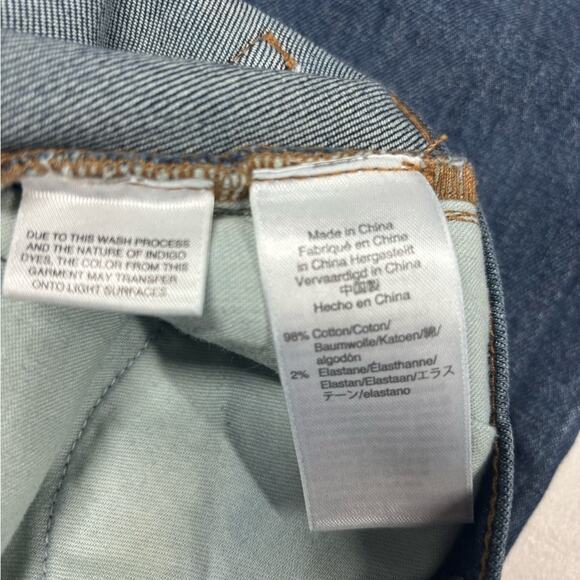 DUE TO THIS WASH PROCESS
AND THE NATURE OF INDIGO
DYES, THE COLOR FROM THIS
GARMENT MAY TRANSFER
ONTO LIGHT SURFACES
Made in China
Fabriqué en Chine
in China Hergestellt
Vervaardigd in China
中国製
Hecho en China
98% Cotton/Coton/
Baumwolle/Katoen/綿/
algodón
2% Elastane/Élasthanne/
Elastan/Elastaan/エラス
テーン/elastano